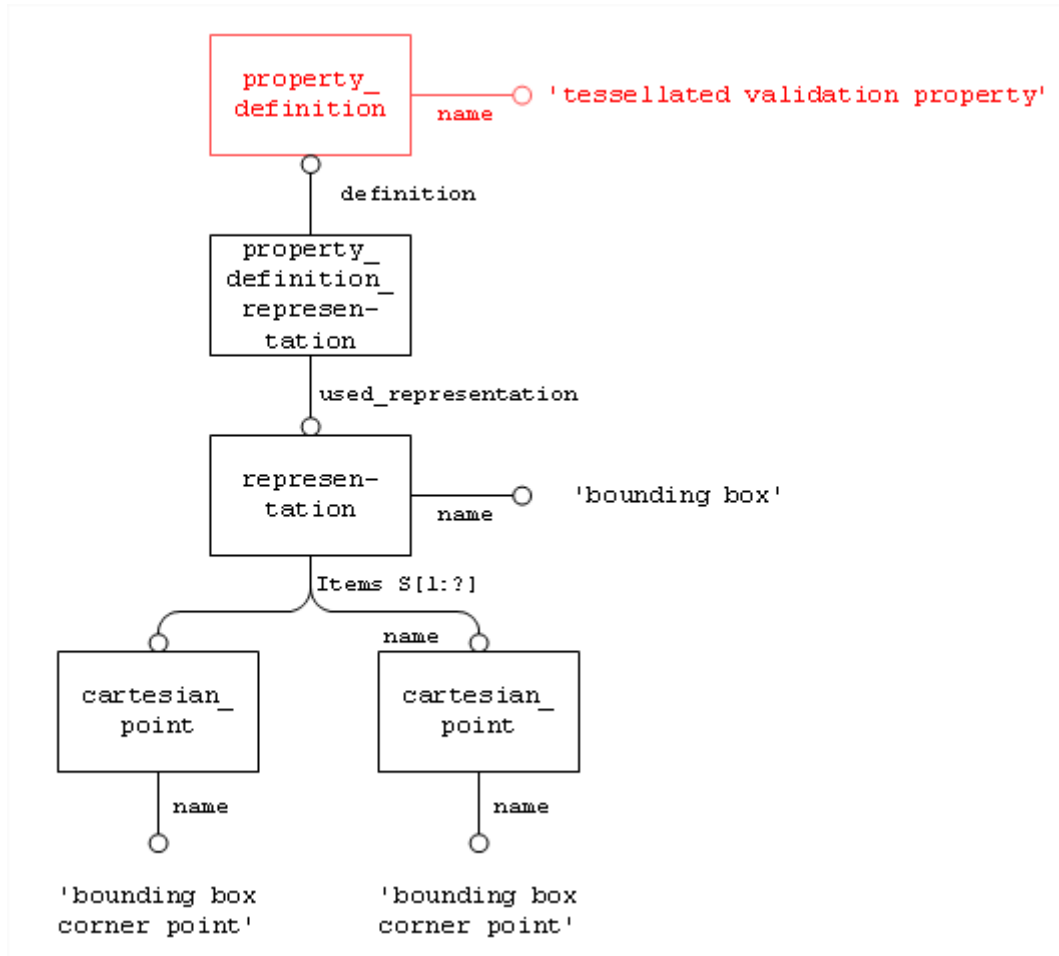 property_
definition
name
'tessellated validation property'
definition
property_
definition_
represen-
tation
used_representation
represen-
tation
name
'bounding box'
Items S[1:?]
name
cartesian_
point
cartesian_
point
name
name
'bounding box
corner point'
'bounding box
corner point'